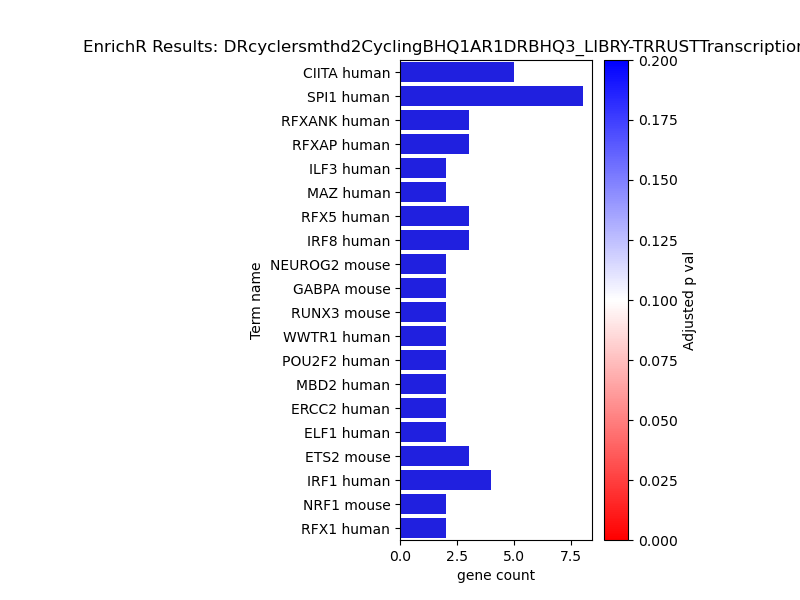 EnrichR Results: DRcyclersmthd2CyclingBHQ1AR1DRBHQ3_LIBRY-TRRUSTTranscription
CIITA human
SPI1 human
RFXANK human
RFXAP human
ILF3 human
MAZ human
RFX5 human
IRF8 human
NEUROG2 mouse
GABPA mouse
RUNX3 mouse
WWTR1 human
POU2F2 human
MBD2 human
ERCC2 human
ELF1 human
ETS2 mouse
IRF1 human
NRF1 mouse
RFX1 human
Term name
0.0 2.5 5.0 7.5
gene count
0.200
0.175
0.150
0.125
0.100
0.075
0.050
0.025
0.000
Adjusted p val